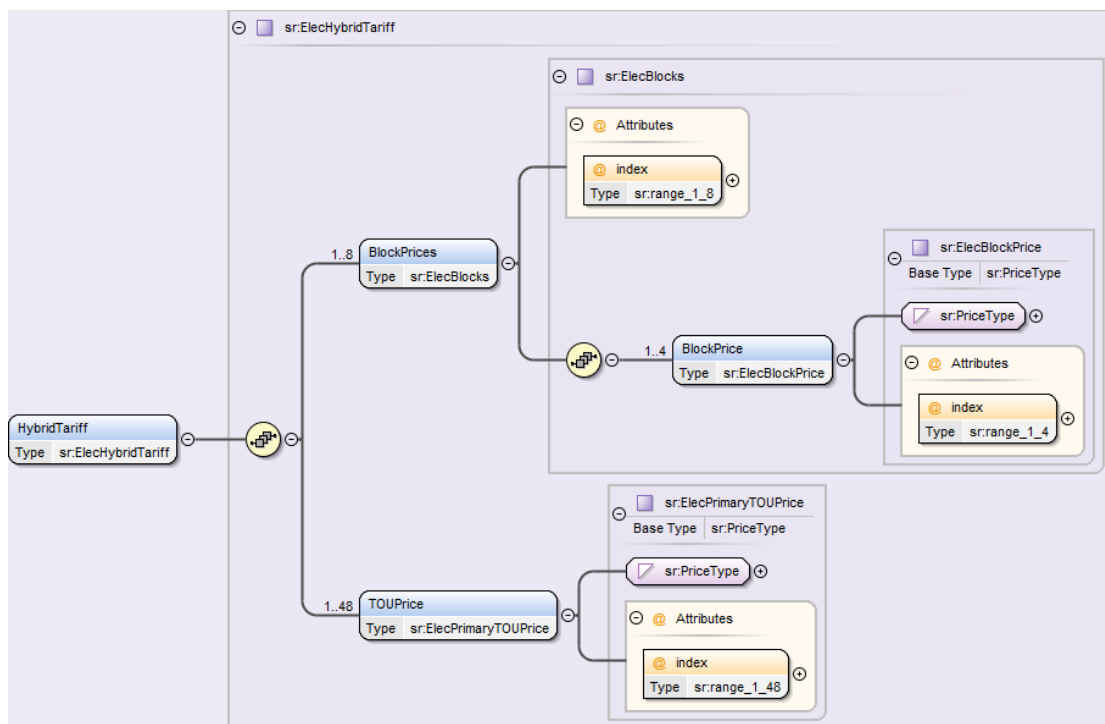 sr:ElecHybridTariff
sr:ElecBlocks
@ Attributes
@ index
Type sr:range_1_8
1..8 BlockPrices
Type sr:ElecBlocks
sr:ElecBlockPrice
Base Type sr:PriceType
sr:PriceType
1..4 BlockPrice
Type sr:ElecBlockPrice
@ Attributes
@ index
Type sr:range_1_4
HybridTariff
Type sr:ElecHybridTariff
sr:ElecPrimaryTOUPrice
Base Type sr:PriceType
sr:PriceType
1..48 TOUPrice
Type sr:ElecPrimaryTOUPrice
@ Attributes
@ index
Type sr:range_1_48